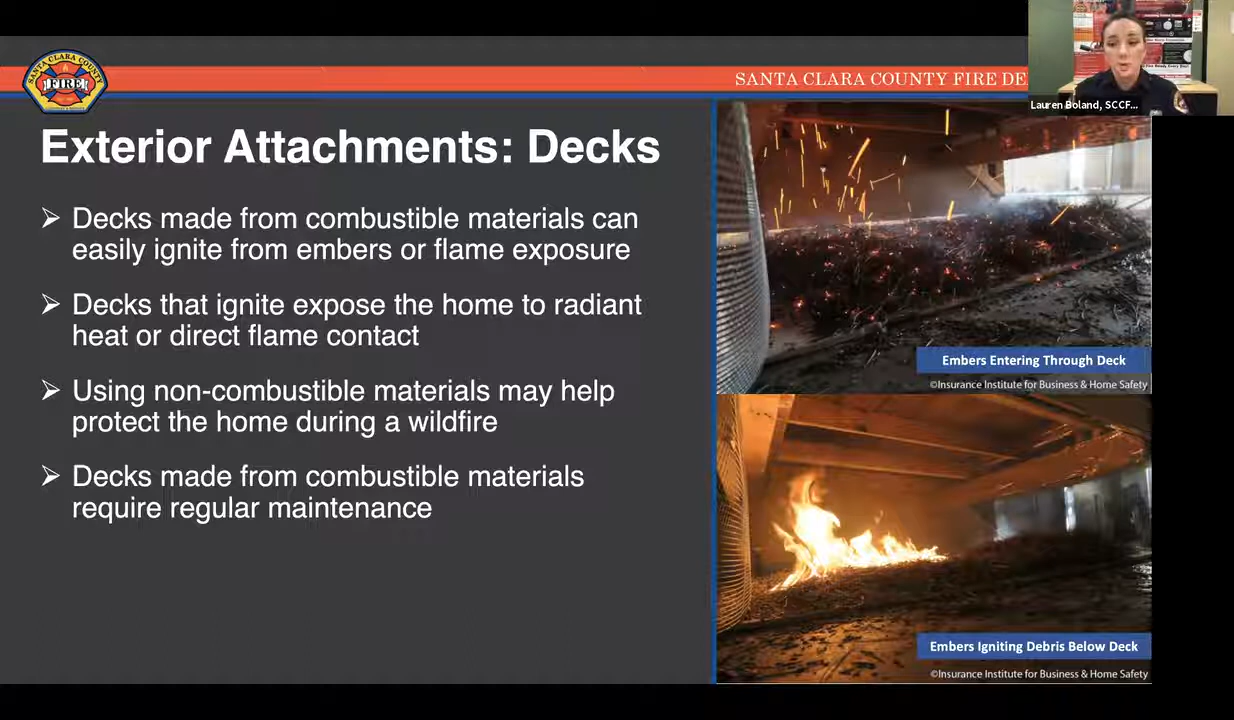 SANTA CLARA COUNTY
FIRE
SANTA CLARA COUNTY FIRE DE
Lauren Boland, SCCF...
Exterior Attachments: Decks
➢ Decks made from combustible materials can
easily ignite from embers or flame exposure
➢ Decks that ignite expose the home to radiant
heat or direct flame contact
➢ Using non-combustible materials may help
protect the home during a wildfire
➢ Decks made from combustible materials
require regular maintenance
Embers Entering Through Deck
©Insurance Institute for Business & Home Safety
Embers Igniting Debris Below Deck
©Insurance Institute for Business & Home Safety